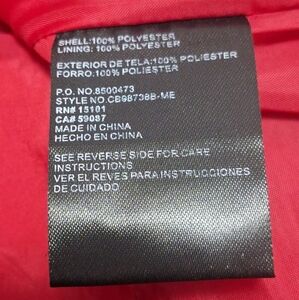 SHELL:100% POLYESTER
LINING: 100% POLYESTER
EXTERIOR DE TELA:100% POLIESTER
FORRO:100% POLIESTER
P.O. NO.8500473
STYLE NO.CB98738B-ME
RN# 15101
CA# 59087
MADE IN CHINA
HECHO EN CHINA
SEE REVERSE SIDE FOR CARE
INSTRUCTIONS
VER EL REVES PARA INSTRUCCIONES
DE CUIDADO